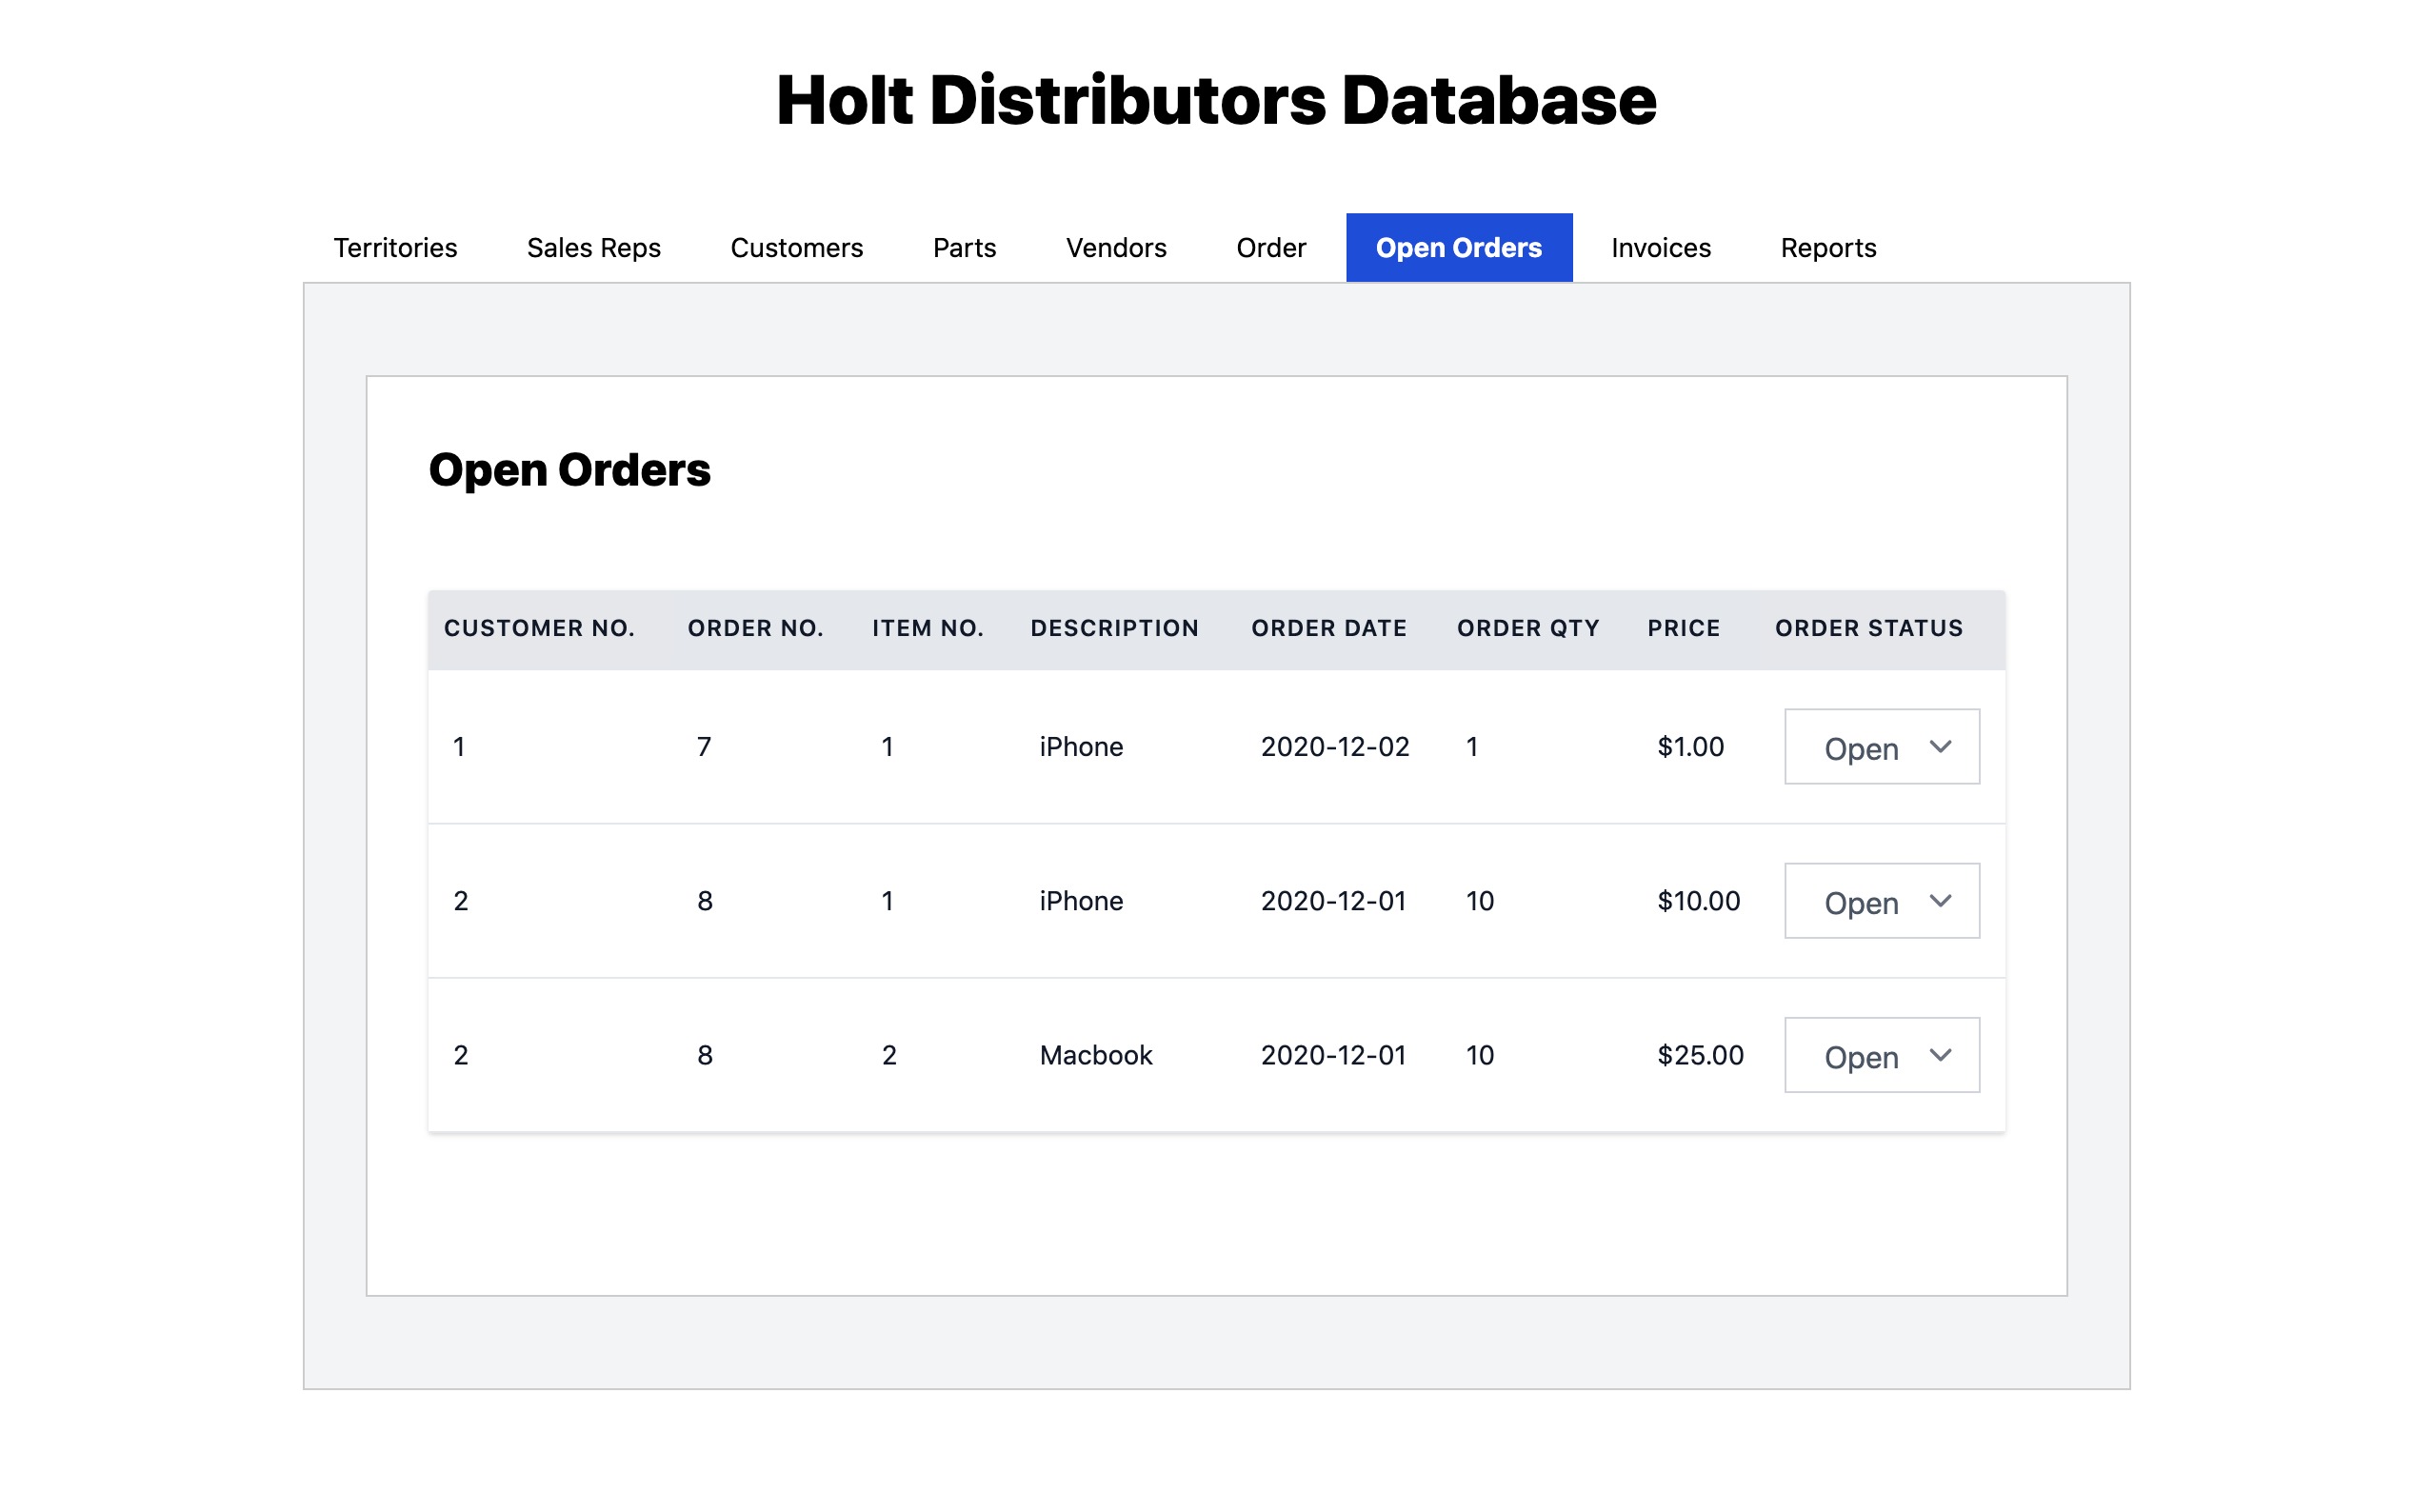 Holt Distributors Database
Territories Sales Reps Customers Parts Vendors Order Open Orders Invoices Reports
Open Orders
CUSTOMER NO. ORDER NO. ITEM NO. DESCRIPTION ORDER DATE ORDER QTY PRICE ORDER STATUS
1 7 1 iPhone 2020-12-02 1 $1.00 Open
2 8 1 iPhone 2020-12-01 10 $10.00 Open
2 8 2 Macbook 2020-12-01 10 $25.00 Open